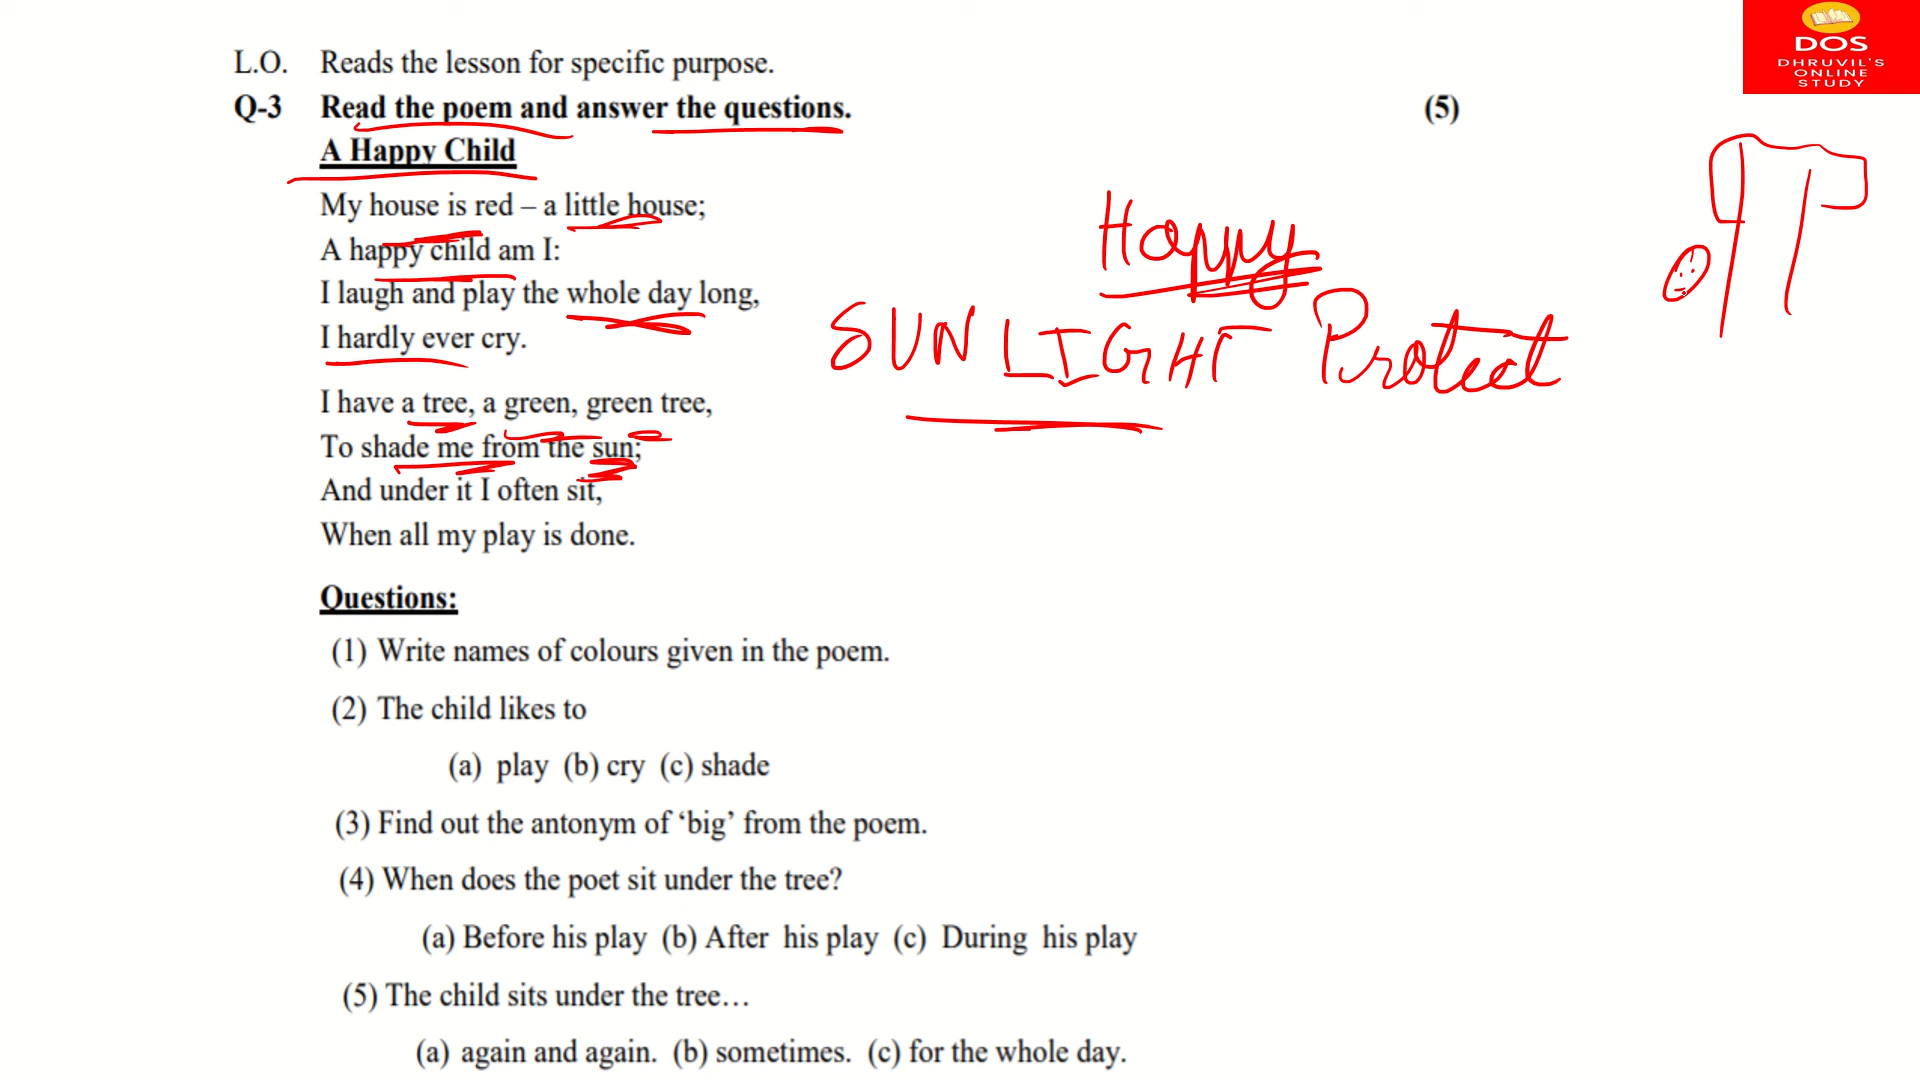 DOS
DHRUVIL'S
ONLINE
STUDY
L.O. Reads the lesson for specific purpose.
Q-3 Read the poem and answer the questions. (5)
A Happy Child
My house is red – a little house;
A happy child am I:
I laugh and play the whole day long,
I hardly ever cry.
Happy
SUNLIGHT Protect
I have a tree, a green, green tree,
To shade me from the sun;
And under it I often sit,
When all my play is done.
Questions:
(1) Write names of colours given in the poem.
(2) The child likes to
(a) play (b) cry (c) shade
(3) Find out the antonym of ‘big’ from the poem.
(4) When does the poet sit under the tree?
(a) Before his play (b) After his play (c) During his play
(5) The child sits under the tree…
(a) again and again. (b) sometimes. (c) for the whole day.